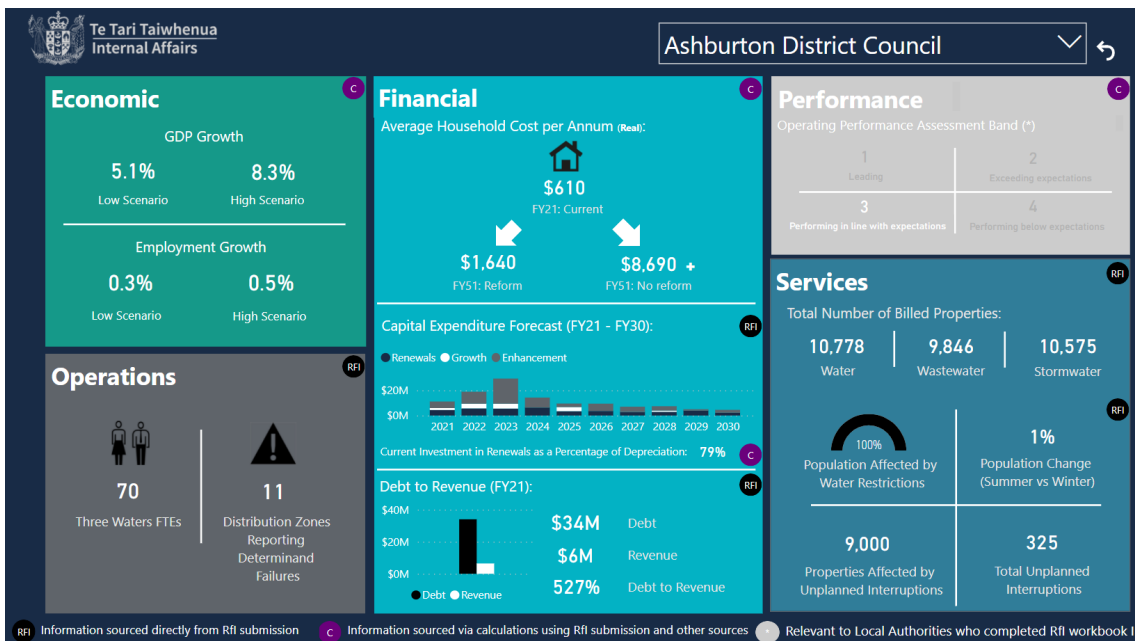 Te Tari Taiwhenua
Internal Affairs
Ashburton District Council
Economic
C
GDP Growth
5.1%
8.3%
Low Scenario
High Scenario
Employment Growth
0.3%
0.5%
Low Scenario
High Scenario
Operations
RFI
70
11
Three Waters FTEs
Distribution Zones
Reporting
Determinand
Failures
Financial
C
Average Household Cost per Annum (Real):
$610
FY21: Current
$1,640
$8,690 +
FY51: Reform
FY51: No reform
Capital Expenditure Forecast (FY21 - FY30):
RFI
Renewals Growth Enhancement
$20M
$0M
2021 2022 2023 2024 2025 2026 2027 2028 2029 2030
Current Investment in Renewals as a Percentage of Depreciation: 79%
C
Debt to Revenue (FY21):
RFI
$40M
$20M
$0M
Debt Revenue
$34M Debt
$6M Revenue
527% Debt to Revenue
Performance
C
Operating Performance Assessment Band (*)
1
Leading
2
Exceeding expectations
3
Performing in line with expectations
4
Performing below expectations
Services
RFI
Total Number of Billed Properties:
10,778
9,846
10,575
Water
Wastewater
Stormwater
RFI
100%
Population Affected by
Water Restrictions
1%
Population Change
(Summer vs Winter)
9,000
Properties Affected by
Unplanned Interruptions
325
Total Unplanned
Interruptions
RFI Information sourced directly from RfI submission
C Information sourced via calculations using RfI submission and other sources
* Relevant to Local Authorities who completed RfI workbook